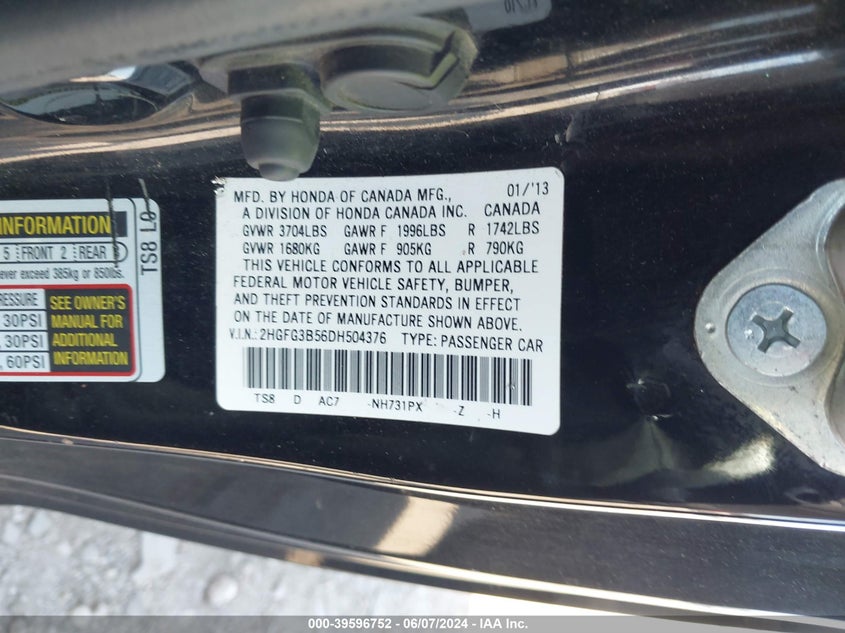 INFORMATION
5 FRONT 2 REAR
ever exceed 385kg or 850lbs.
PRESSURE
30PSI
30PSI
60PSI
SEE OWNER'S
MANUAL FOR
ADDITIONAL
INFORMATION
TS8 L0
MFD. BY HONDA OF CANADA MFG., 01/'13
A DIVISION OF HONDA CANADA INC. CANADA
GVWR 3704LBS GAWR F 1996LBS R 1742LBS
GVWR 1680KG GAWR F 905KG R 790KG
THIS VEHICLE CONFORMS TO ALL APPLICABLE
FEDERAL MOTOR VEHICLE SAFETY, BUMPER,
AND THEFT PREVENTION STANDARDS IN EFFECT
ON THE DATE OF MANUFACTURE SHOWN ABOVE.
V.I.N.: 2HGFG3B56DH504376 TYPE: PASSENGER CAR
TS8 D AC7 -NH731PX -Z -H
000-39596752 - 06/07/2024 - IAA Inc.